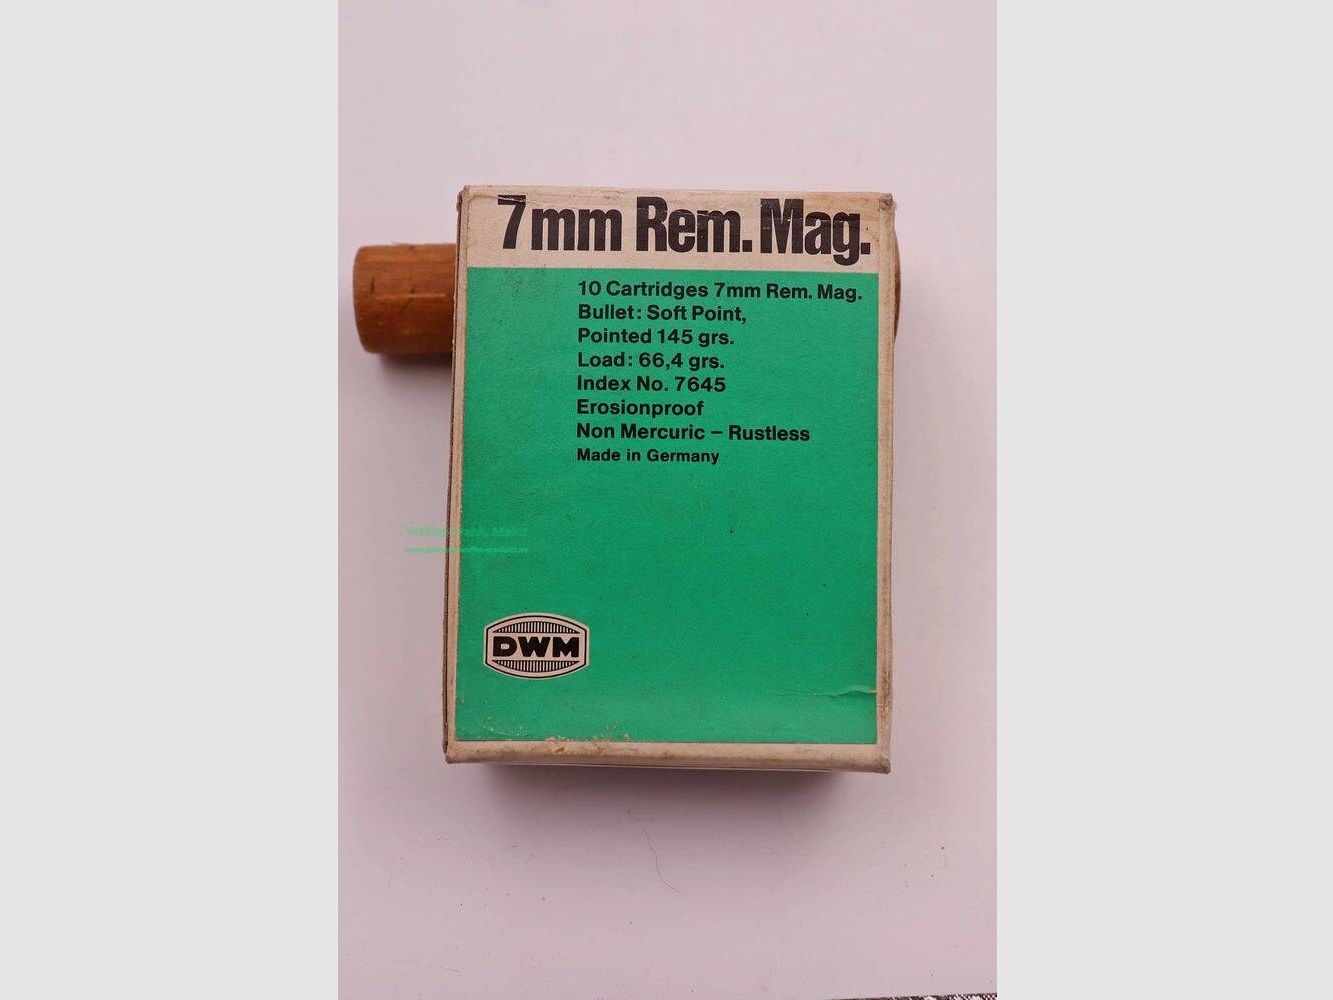 7mm Rem. Mag.
10 Cartridges 7mm Rem. Mag.
Bullet: Soft Point,
Pointed 145 grs.
Load: 66,4 grs.
Index No. 7645
Erosionproof
Non Mercuric – Rustless
Made in Germany
DWM